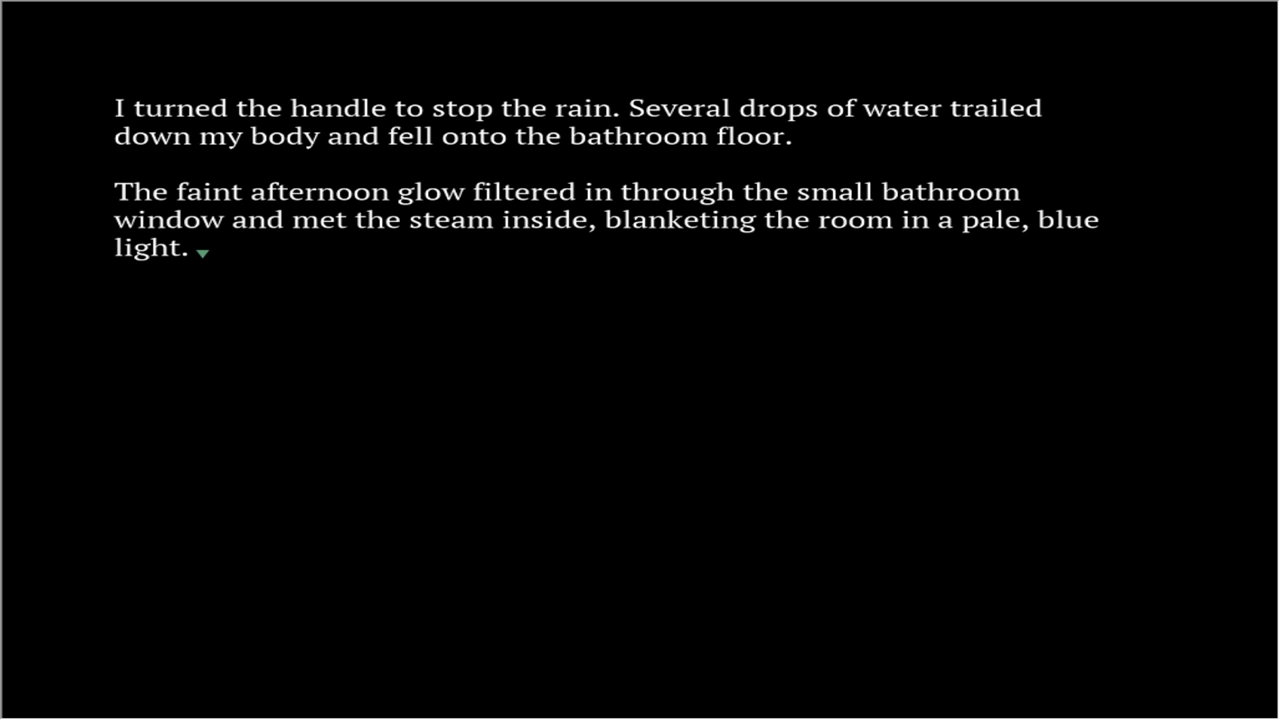 I turned the handle to stop the rain. Several drops of water trailed
down my body and fell onto the bathroom floor.
The faint afternoon glow filtered in through the small bathroom
window and met the steam inside, blanketing the room in a pale, blue
light.